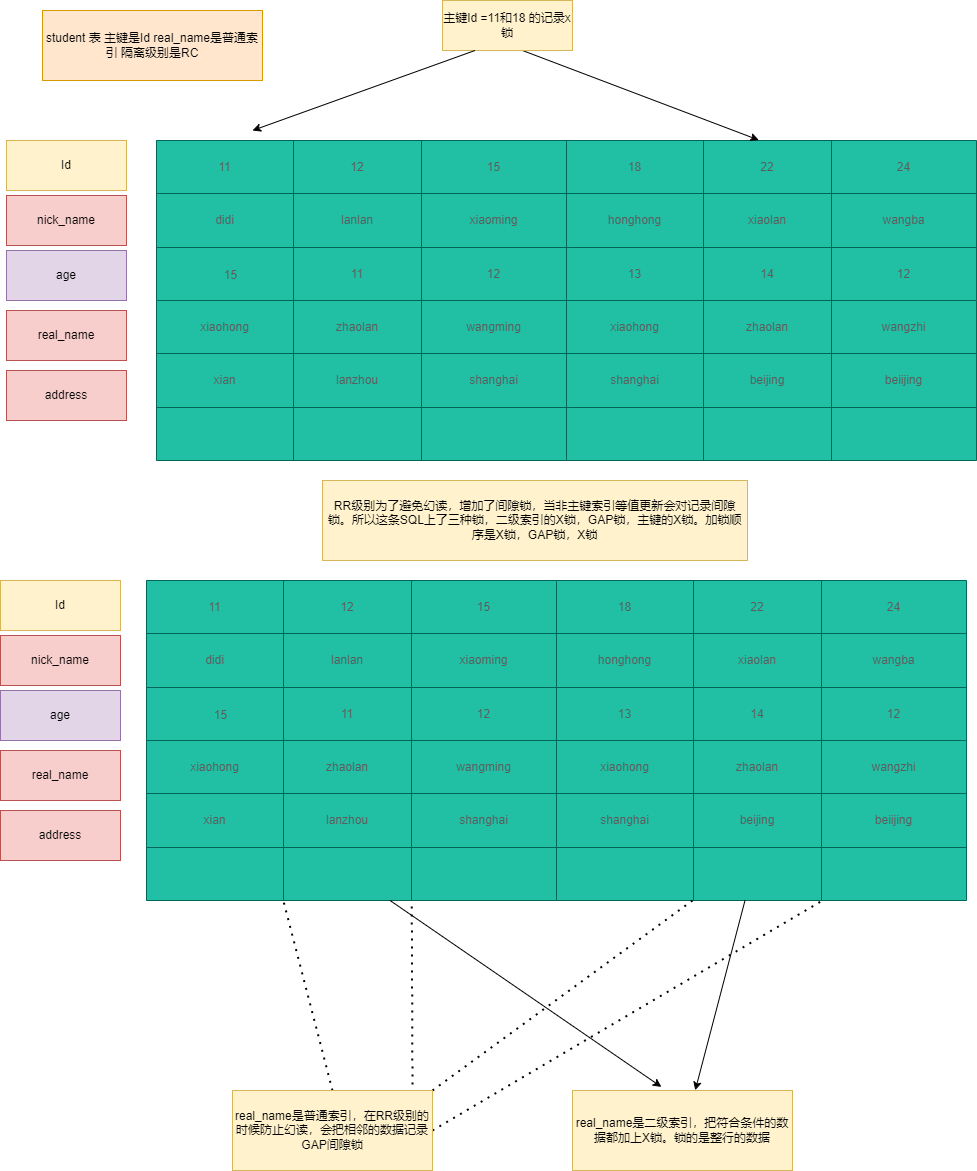 student 表 主键是Id real_name是普通索
引 隔离级别是RC
主键Id =11和18 的记录x
锁
Id
11
12
15
18
22
24
nick_name
didi
lanlan
xiaoming
honghong
xiaolan
wangba
age
15
11
12
13
14
12
real_name
xiaohong
zhaolan
wangming
xiaohong
zhaolan
wangzhi
address
xian
lanzhou
shanghai
shanghai
beijing
beiijing
RR级别为了避免幻读，增加了间隙锁，当非主键索引等值更新会对记录间隙
锁。所以这条SQL上了三种锁，二级索引的X锁，GAP锁，主键的X锁。加锁顺
序是X锁，GAP锁，X锁
Id
11
12
15
18
22
24
nick_name
didi
lanlan
xiaoming
honghong
xiaolan
wangba
age
15
11
12
13
14
12
real_name
xiaohong
zhaolan
wangming
xiaohong
zhaolan
wangzhi
address
xian
lanzhou
shanghai
shanghai
beijing
beiijing
real_name是普通索引，在RR级别的
时候防止幻读，会把相邻的数据记录
GAP间隙锁
real_name是二级索引，把符合条件的数
据都加上X锁。锁的是整行的数据